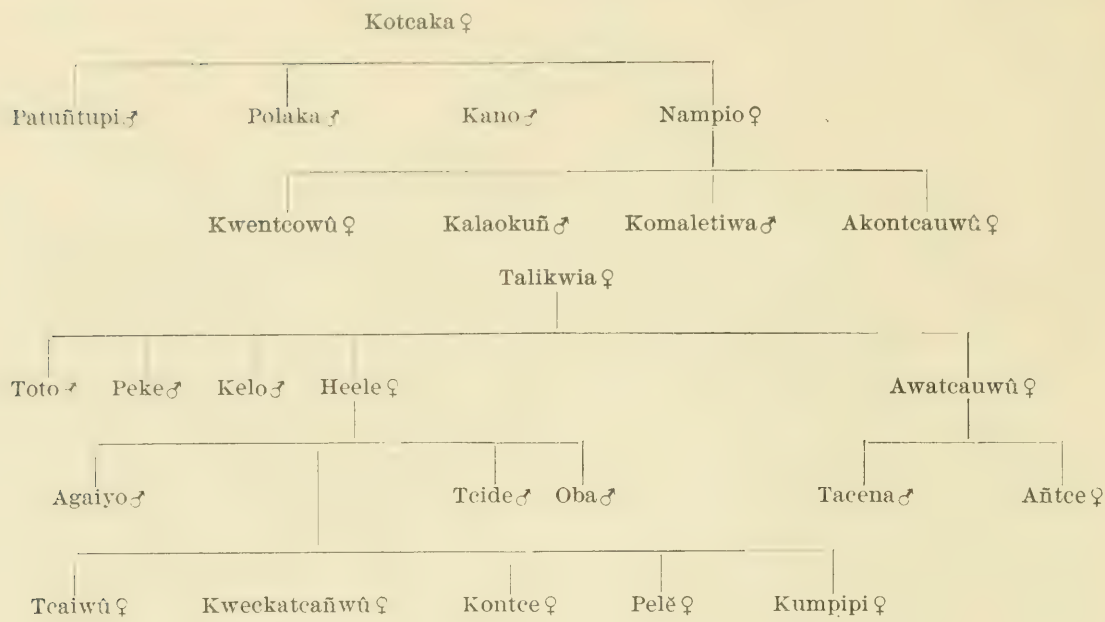 Kotcaka ♀
Patuñtupi ♂ Polaka ♂ Kano ♂ Nampio ♀
Kwentcowû ♀ Kalaokuñ ♂ Komaletiwa ♂ Akontcauwû ♀
Talikwia ♀
Toto ♂ Peke ♂ Kelo ♂ Heele ♀ Awatcauwû ♀
Agaiyo ♂ Tcide ♂ Oba ♂ Tacena ♂ Añtce ♀
Tcaiwû ♀ Kweckatcañwû ♀ Kontce ♀ Pelĕ ♀ Kumpipi ♀